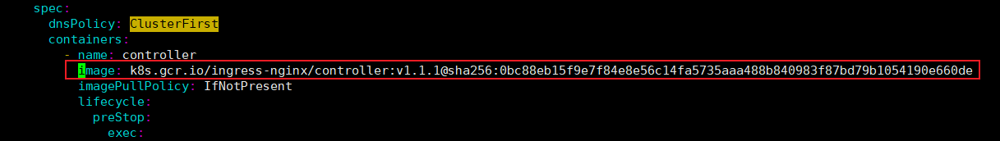 spec:
dnsPolicy: ClusterFirst
containers:
- name: controller
image: k8s.gcr.io/ingress-nginx/controller:v1.1.1@sha256:0bc88eb15f9e7f84e8e56c14fa5735aaa488b840983f87bd79b1054190e660de
imagePullPolicy: IfNotPresent
lifecycle:
preStop:
exec: